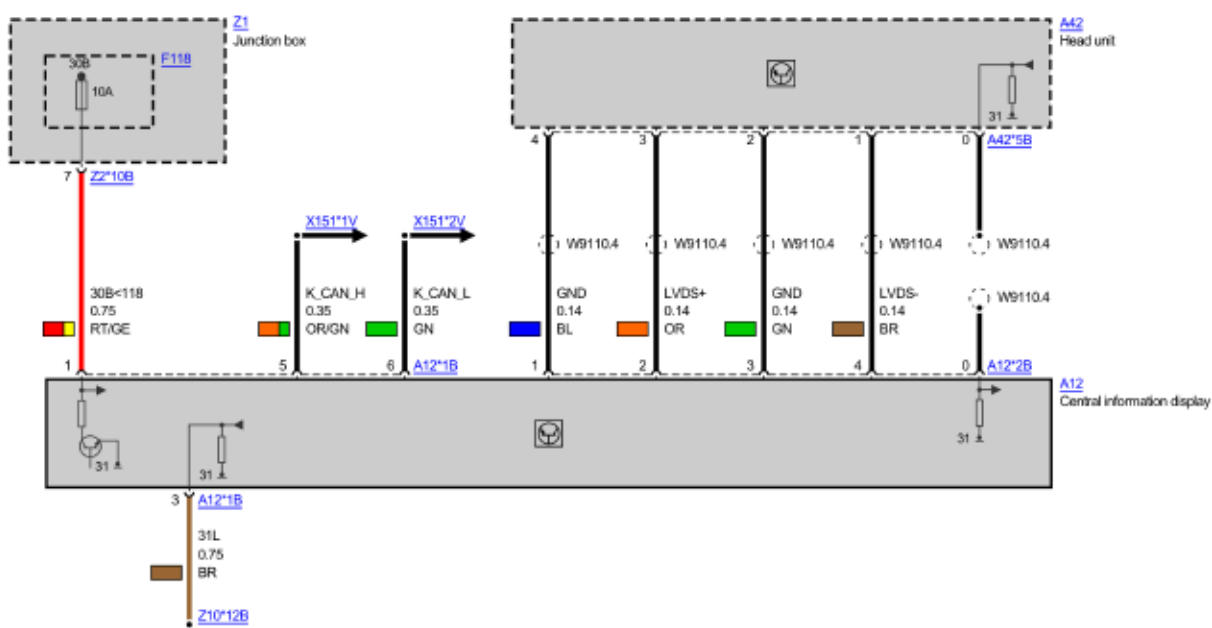 Z1
Junction box
F118
30B
10A
A42
Head unit
31
7 Z2*10B
4 3 2 1 0 A42*5B
X151*1V X151*2V
W9110.4 W9110.4 W9110.4 W9110.4 W9110.4
W9110.4
30B<118
0.75
RT/GE
K_CAN_H
0.35
OR/GN
K_CAN_L
0.35
GN
GND
0.14
BL
LVDS+
0.14
OR
GND
0.14
GN
LVDS-
0.14
BR
1 5 6 A12*1B 1 2 3 4 0 A12*2B
A12
Central information display
31
31
31
3 A12*1B
31L
0.75
BR
Z10*12B